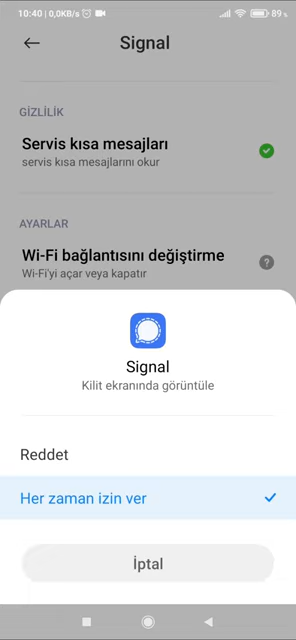 10:40 | 0,0KB/s
89%
Signal
GİZLİLİK
Servis kısa mesajları
servis kısa mesajlarını okur
AYARLAR
Wi-Fi bağlantısını değiştirme
Wi-Fi'yi açar veya kapatır
?
Signal
Kilit ekranında görüntüle
Reddet
Her zaman izin ver
İptal